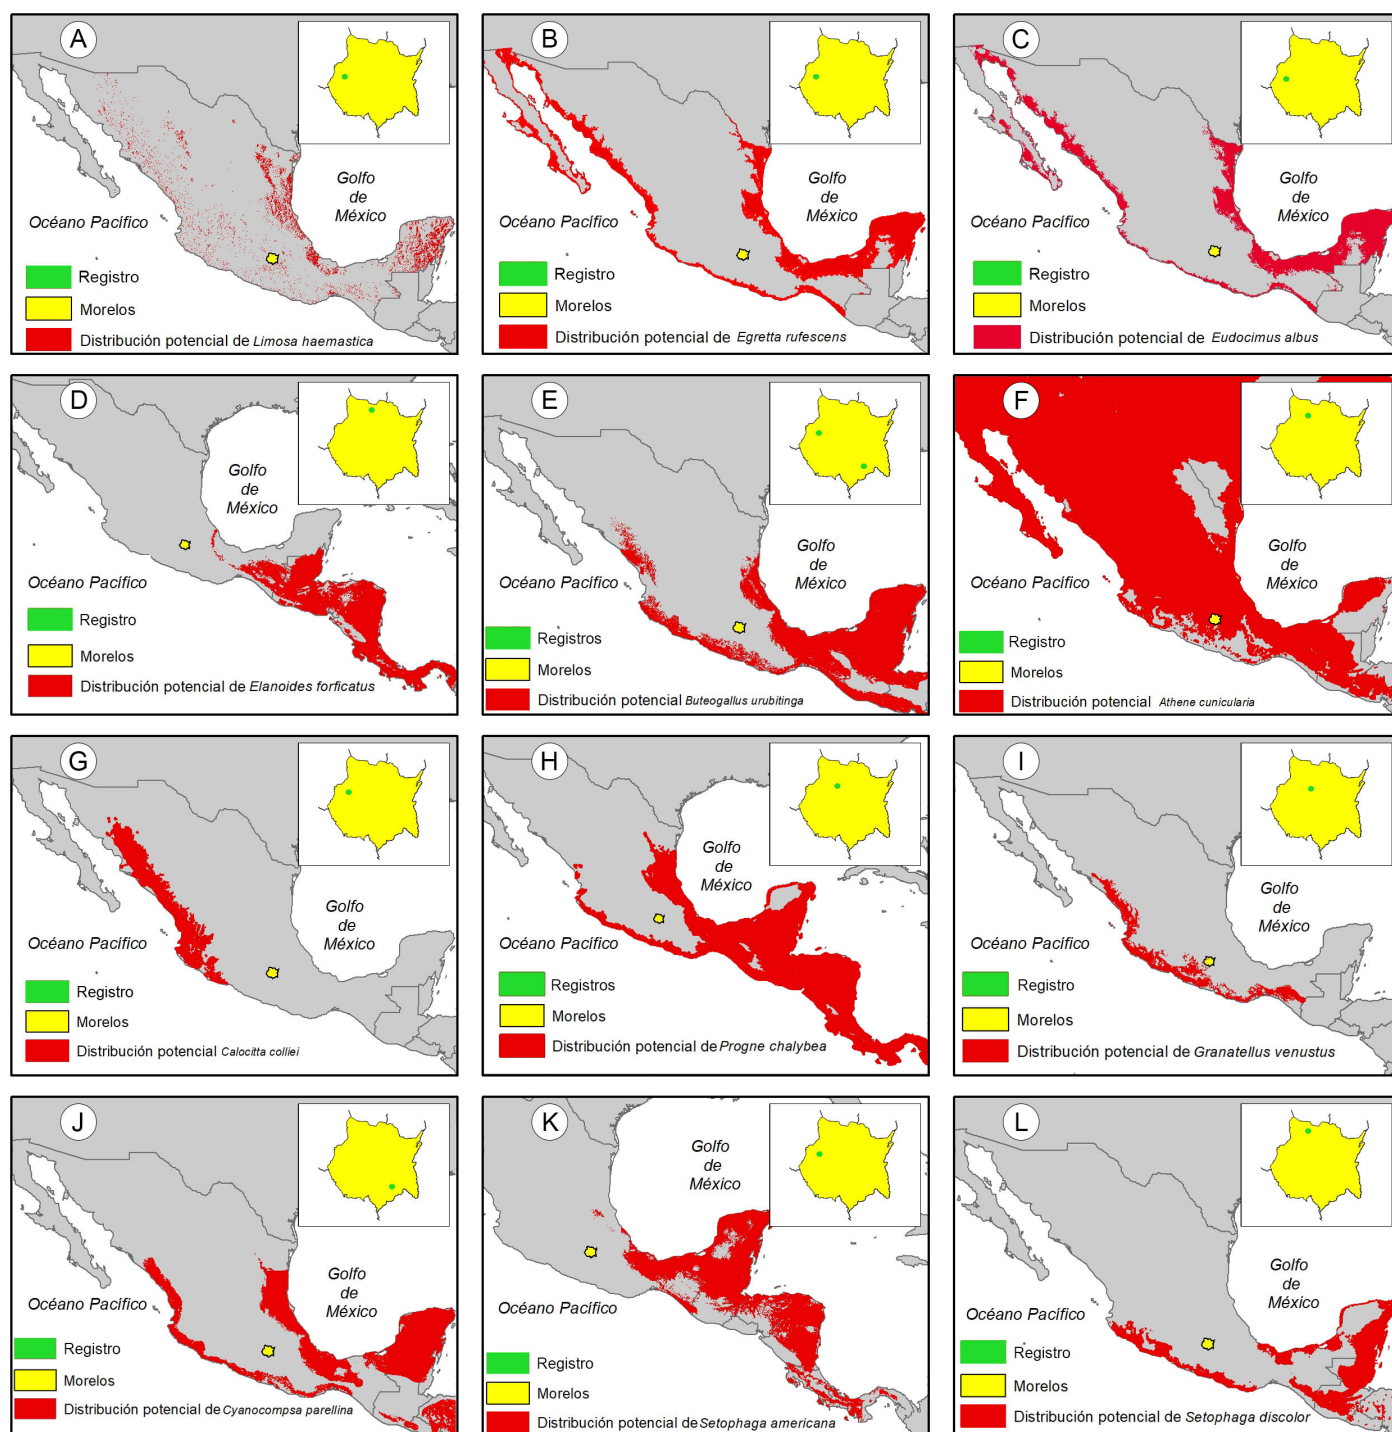 A
Golfo
de
México
Océano Pacífico
Registro
Morelos
Distribución potencial de Limosa haemastica
B
Golfo
de
México
Océano Pacífico
Registro
Morelos
Distribución potencial de Egretta rufescens
C
Golfo
de
México
Océano Pacífico
Registro
Morelos
Distribución potencial de Eudocimus albus
D
Golfo
de
México
Océano Pacífico
Registro
Morelos
Distribución potencial de Elanoides forficatus
E
Golfo
de
México
Océano Pacífico
Registros
Morelos
Distribución potencial Buteogallus urubitinga
F
Golfo
de
México
Océano Pacífico
Registro
Morelos
Distribución potencial Athene cunicularia
G
Golfo
de
México
Océano Pacífico
Registro
Morelos
Distribución potencial Calocitta colliei
H
Golfo
de
México
Océano Pacífico
Registros
Morelos
Distribución potencial de Progne chalybea
I
Golfo
de
México
Océano Pacífico
Registro
Morelos
Distribución potencial de Granatellus venustus
J
Golfo
de
México
Océano Pacífico
Registro
Morelos
Distribución potencial de Cyanocompsa parellina
K
Golfo
de
México
Océano Pacífico
Registro
Morelos
Distribución potencial de Setophaga americana
L
Golfo
de
México
Océano Pacífico
Registro
Morelos
Distribución potencial de Setophaga discolor